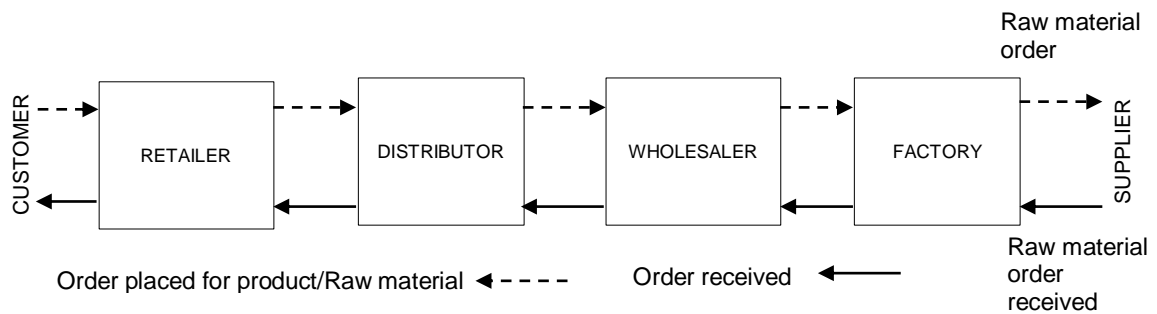 Raw material
order
CUSTOMER
RETAILER
DISTRIBUTOR
WHOLESALER
FACTORY
SUPPLIER
Order placed for product/Raw material
Order received
Raw material
order
received